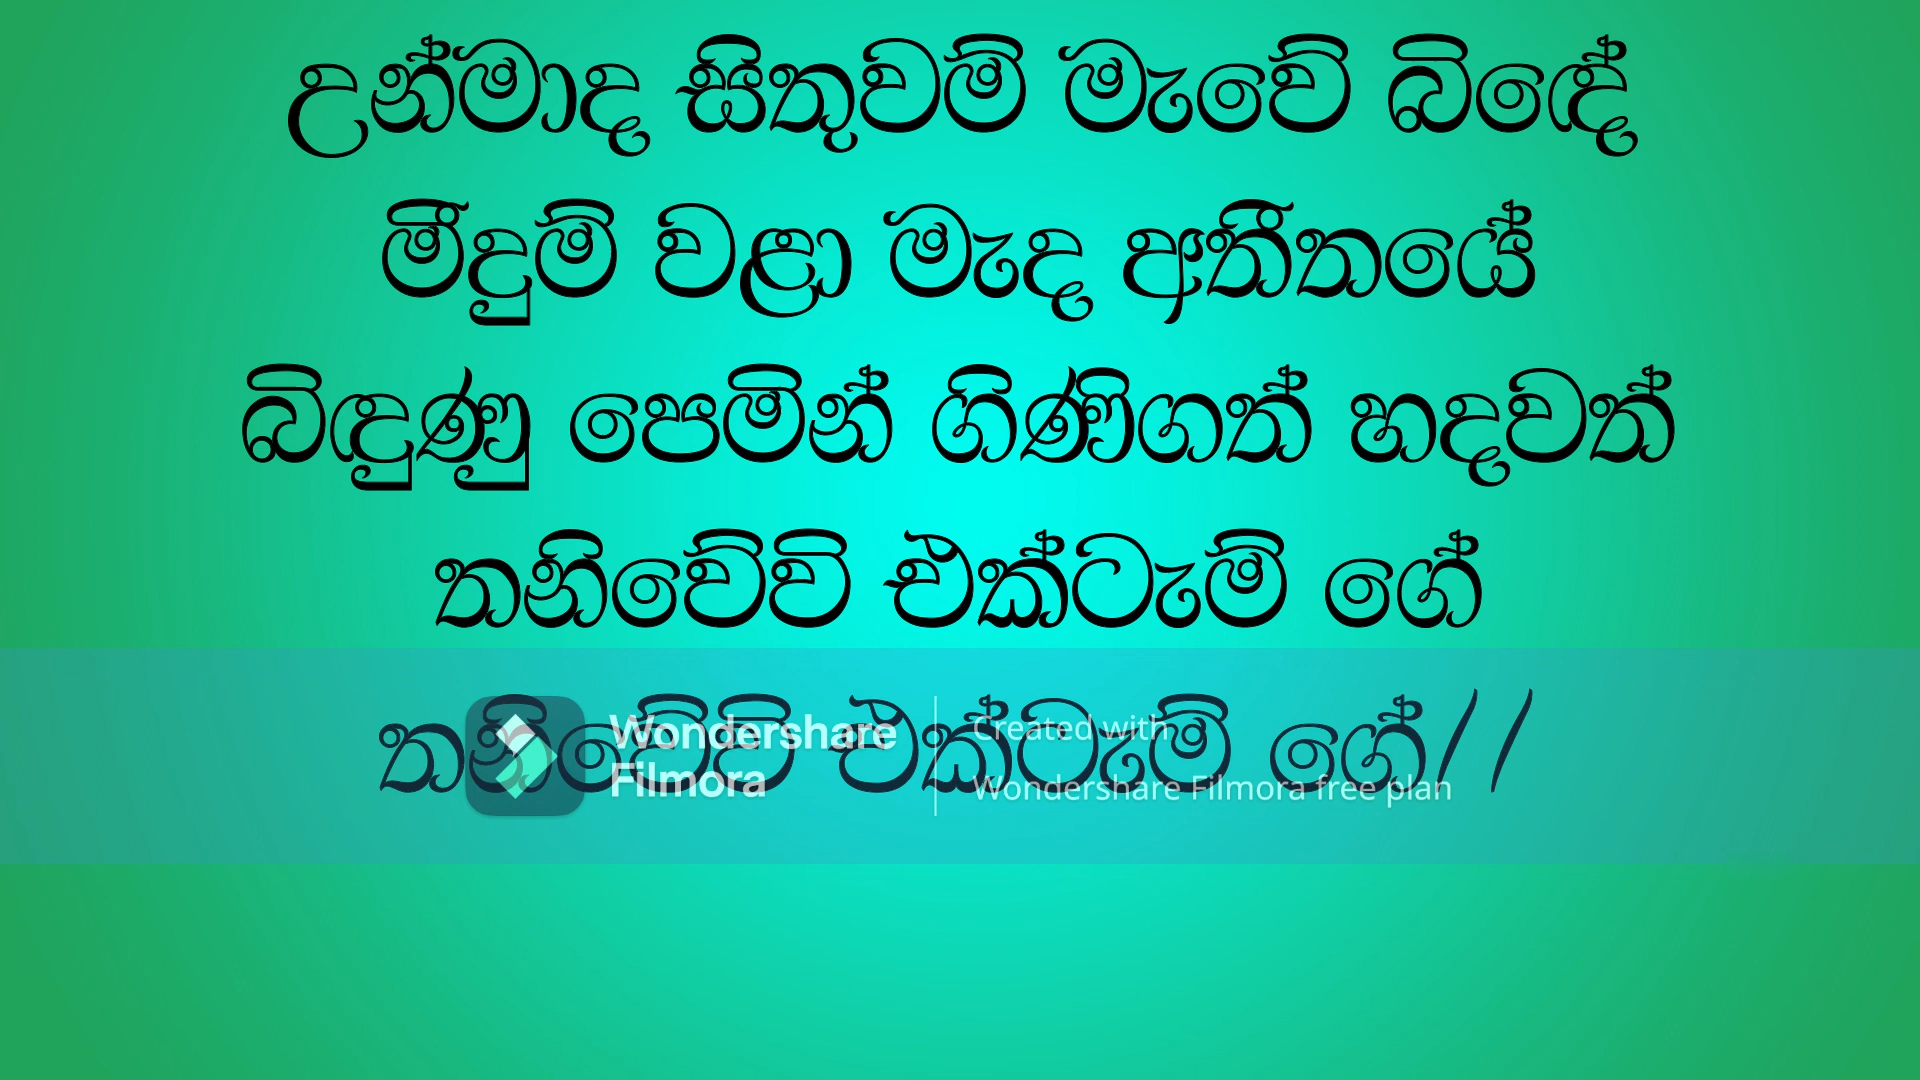 උන්මාද සිතුවම් මැවේ බිඳේ
මීදුම් වළා මැද අතීතයේ
බිඳුණු පෙමින් ගිණිගත් හදවත්
තනිවේවි එක්ටැම් ගේ
තනිවේවි එක්ටැම් ගේ//
Wondershare
Filmora
Created with
Wondershare Filmora free plan